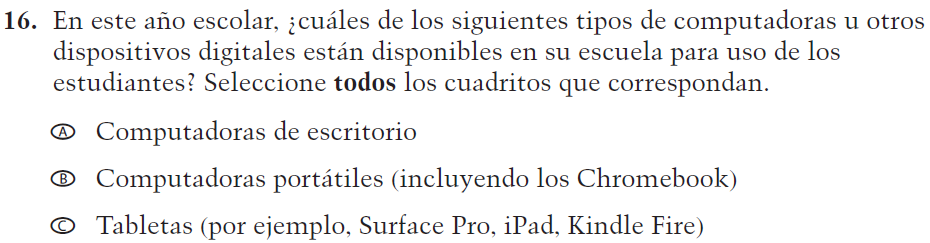 16. En este año escolar, ¿cuáles de los siguientes tipos de computadoras u otros
dispositivos digitales están disponibles en su escuela para uso de los
estudiantes? Seleccione todos los cuadritos que correspondan.
A Computadoras de escritorio
B Computadoras portátiles (incluyendo los Chromebook)
C Tabletas (por ejemplo, Surface Pro, iPad, Kindle Fire)